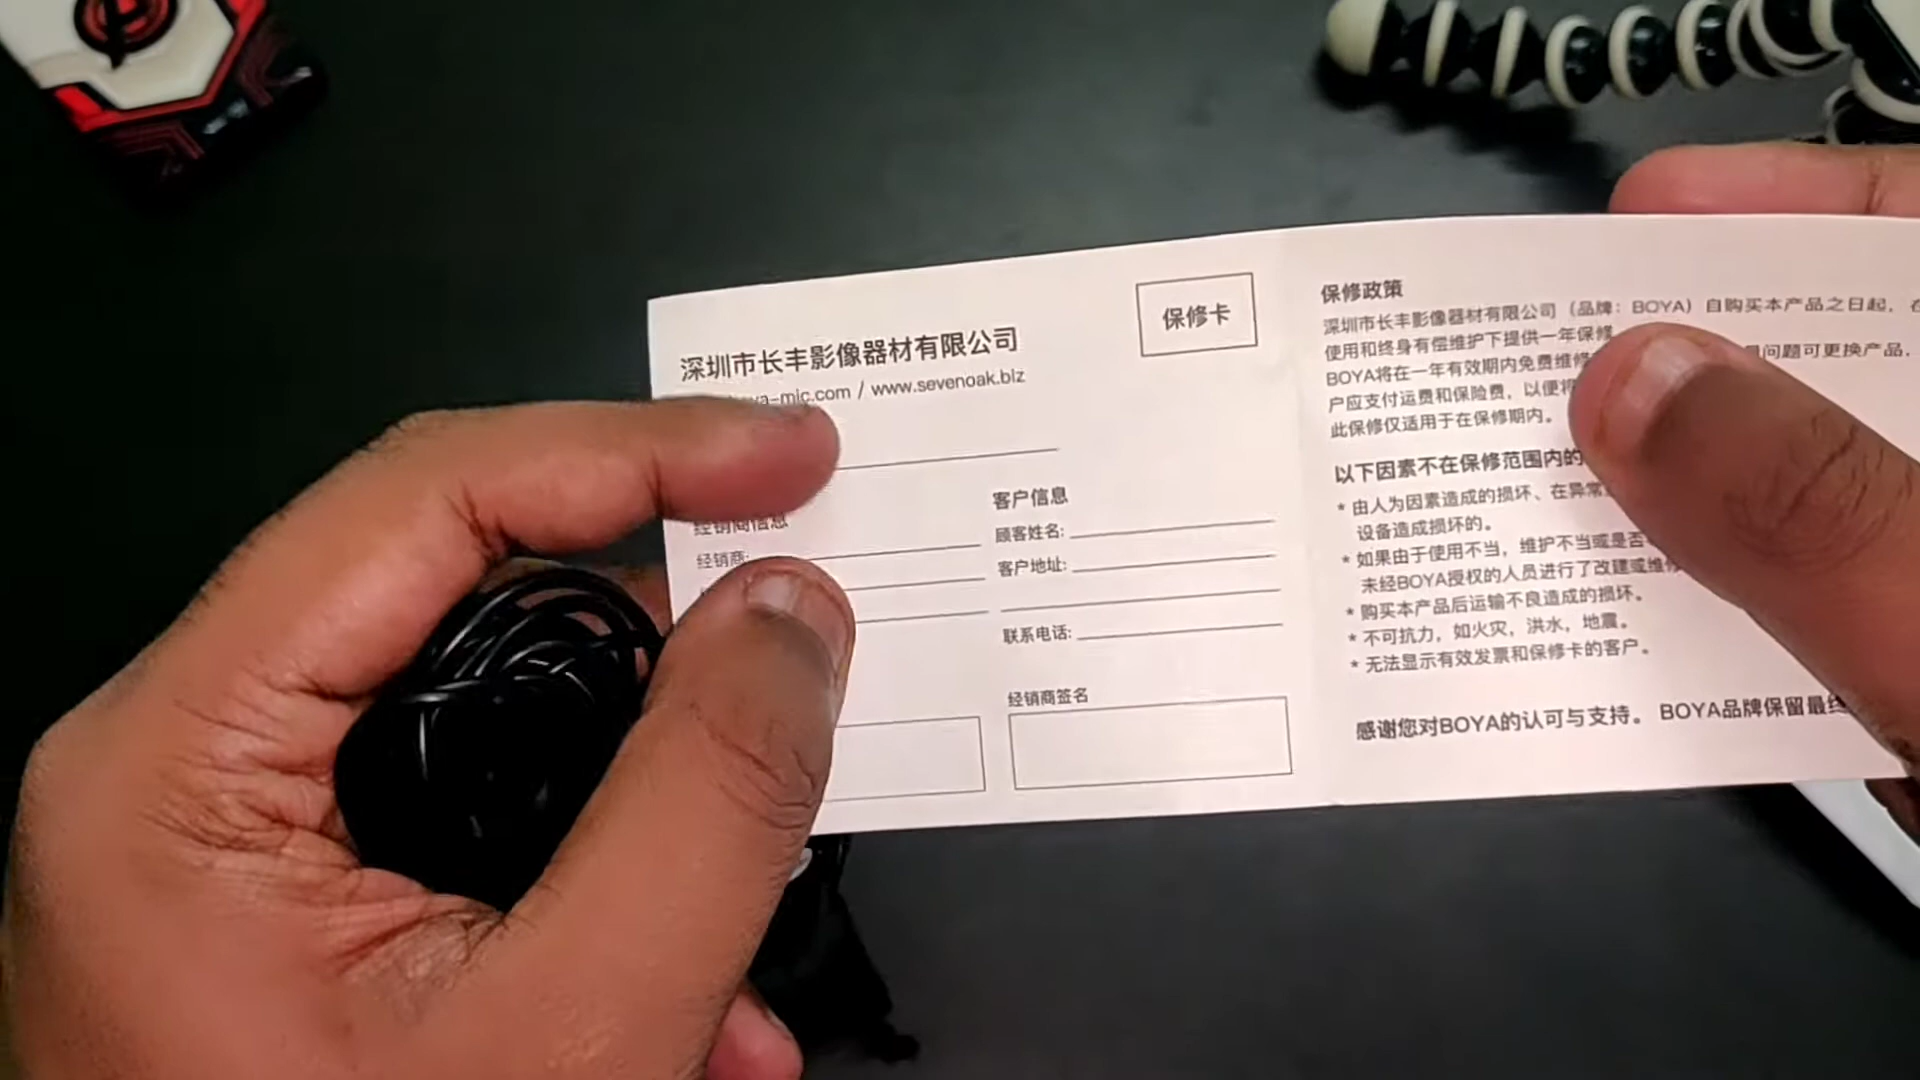 保修卡
深圳市长丰影像器材有限公司
ya-mic.com / www.sevenoak.biz
经销商信息
经销商:
客户信息
顾客姓名:
客户地址:
联系电话:
经销商签名
保修政策
深圳市长丰影像器材有限公司（品牌：BOYA）自购买本产品之日起，在
使用和终身有偿维护下提供一年保修
量问题可更换产品，
BOYA将在一年有效期内免费维修
户应支付运费和保险费，以便将
此保修仅适用于在保修期内。
以下因素不在保修范围内的
* 由人为因素造成的损坏、在异常
设备造成损坏的。
* 如果由于使用不当，维护不当或是否
未经BOYA授权的人员进行了改建或维修
* 购买本产品后运输不良造成的损坏。
* 不可抗力，如火灾，洪水，地震。
* 无法显示有效发票和保修卡的客户。
感谢您对BOYA的认可与支持。 BOYA品牌保留最终